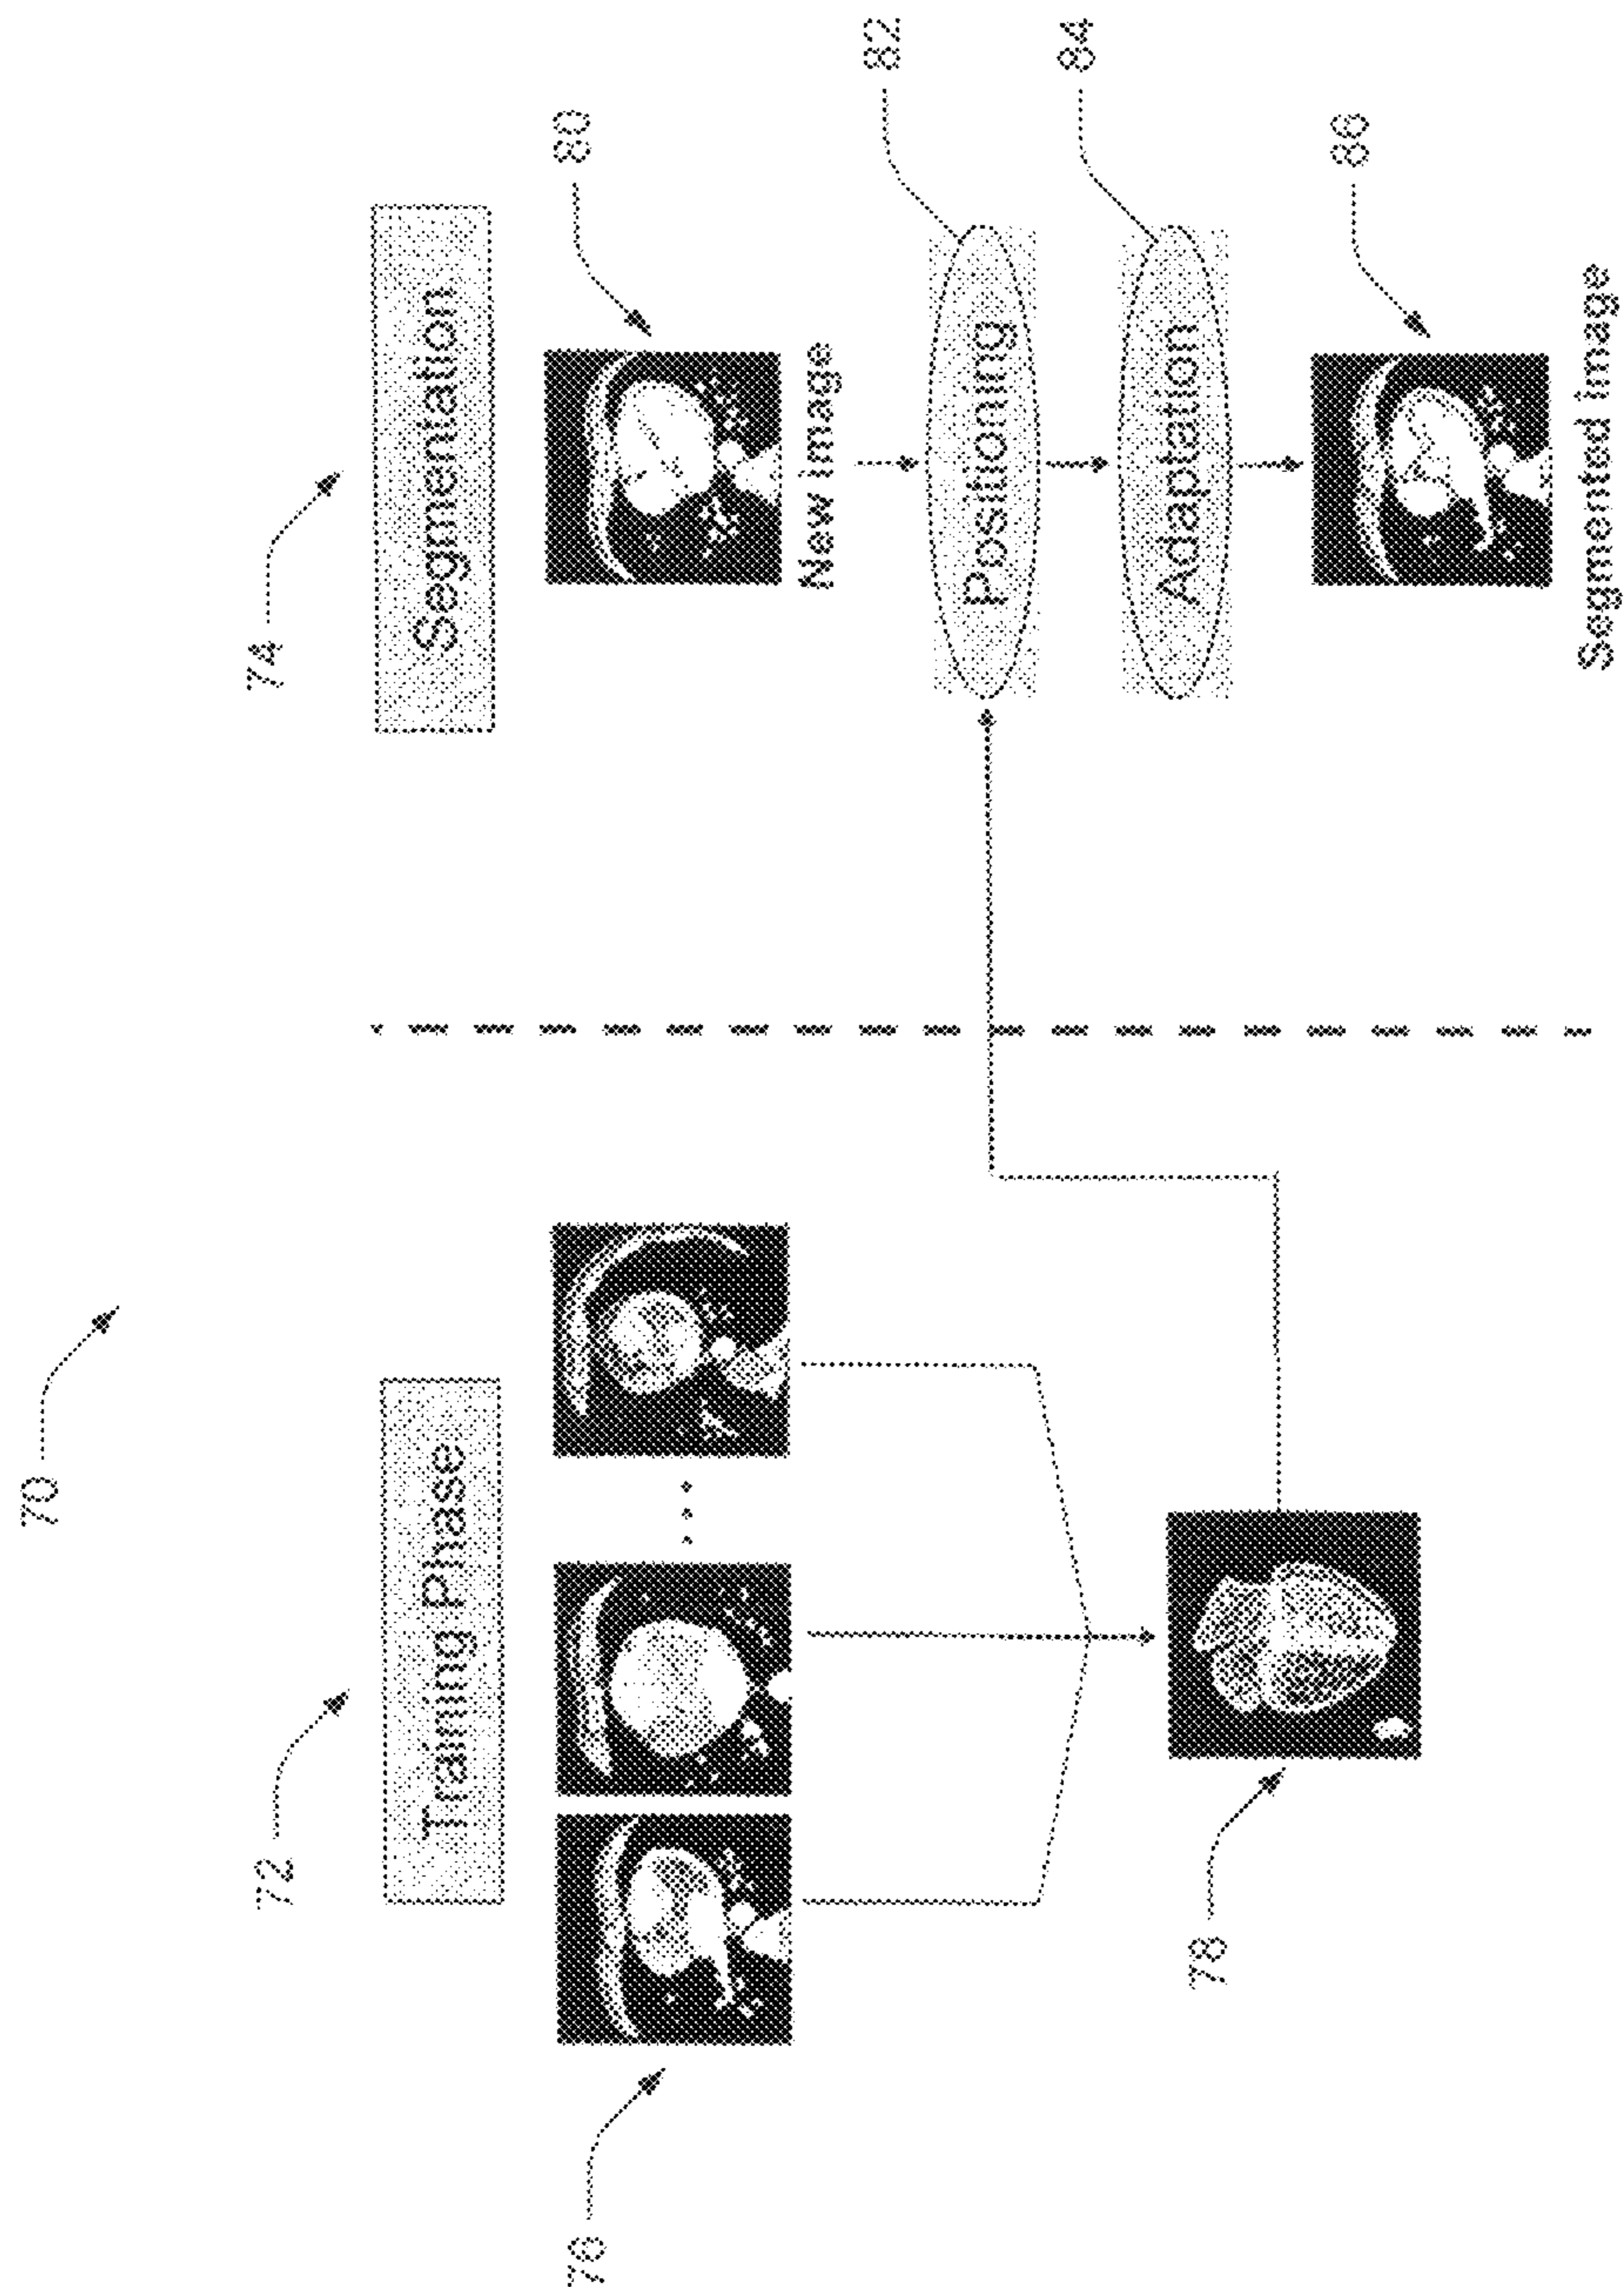 70
72
Training Phase
76
78
74
Segmentation
80
New image
82
Positioning
84
Adaptation
86
Segmented image